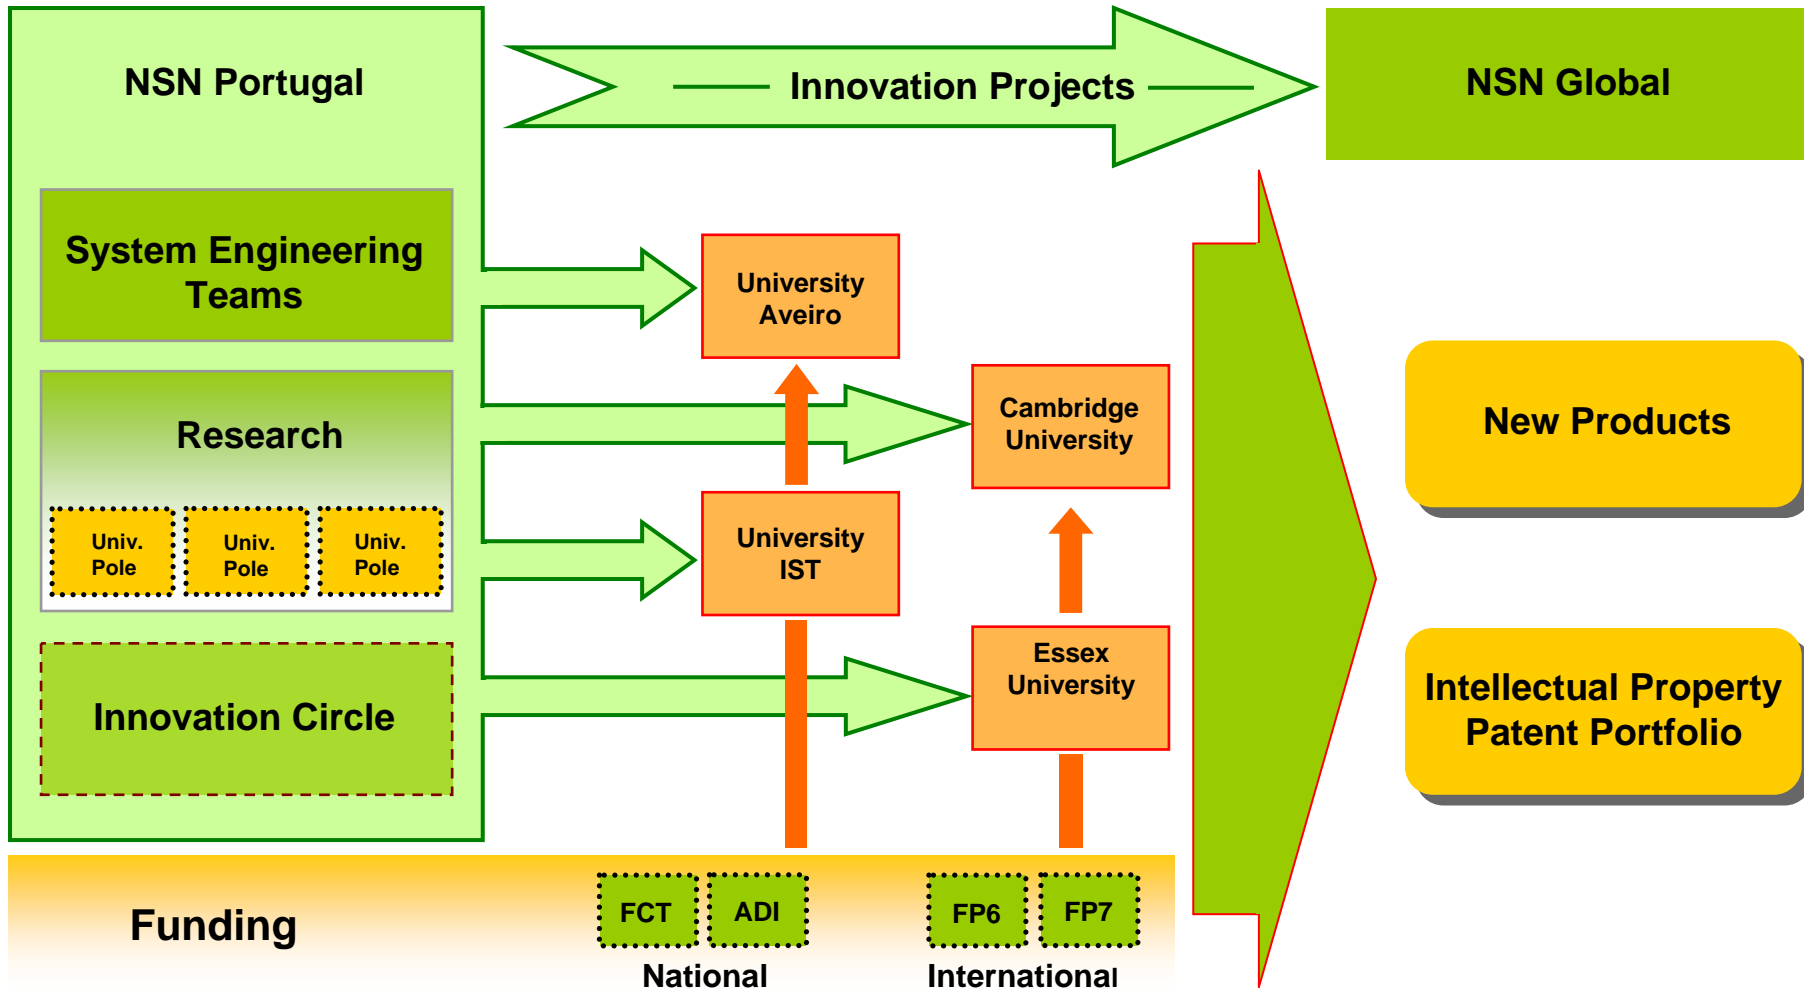 NSN Portugal
Innovation Projects
NSN Global
System Engineering
Teams
University
Aveiro
Cambridge
University
Research
New Products
Univ.
Pole
Univ.
Pole
Univ.
Pole
University
IST
Essex
University
Innovation Circle
Intellectual Property
Patent Portfolio
Funding
FCT
ADI
FP6
FP7
National
International